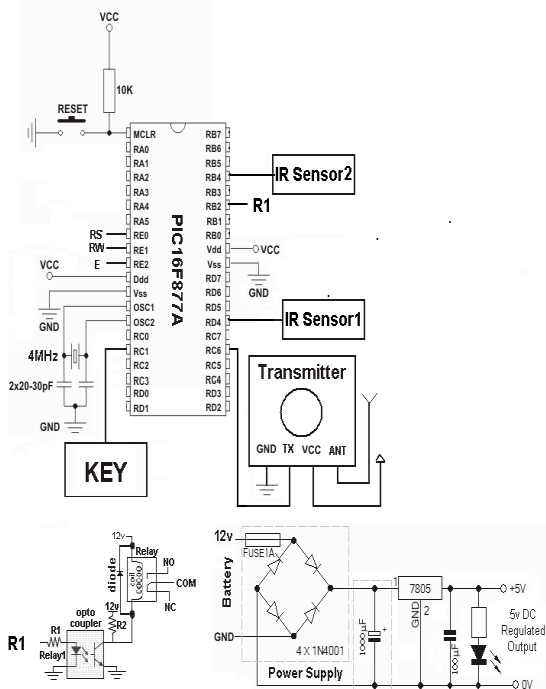 VCC
10K
RESET
MCLR
RA0
RA1
RA2
RA3
RA4
RA5
RE0
RE1
RE2
Ddd
Vss
OSC1
OSC2
RC0
RC1
RC2
RC3
RD0
RD1
PIC16F877A
RB7
RB6
RB5
RB4
RB3
RB2
RB1
RB0
Vdd
Vss
RD7
RD6
RD5
RD4
RC7
RC6
RC5
RC4
RD3
RD2
IR Sensor2
R1
VCC
GND
IR Sensor1
RS
RW
E
VCC
GND
4MHz
2x20-30pF
GND
KEY
Transmitter
GND TX VCC ANT
12v
Relay
diode
coil
NO
COM
NC
12v
R2
opto
coupler
R1
R1
Relay1
12v
FUSE1A
Battery
GND
4 X 1N4001
Power Supply
1000µF
+
1
7805
GND
2
100µF
+5V
5v DC
Regulated
Output
0V